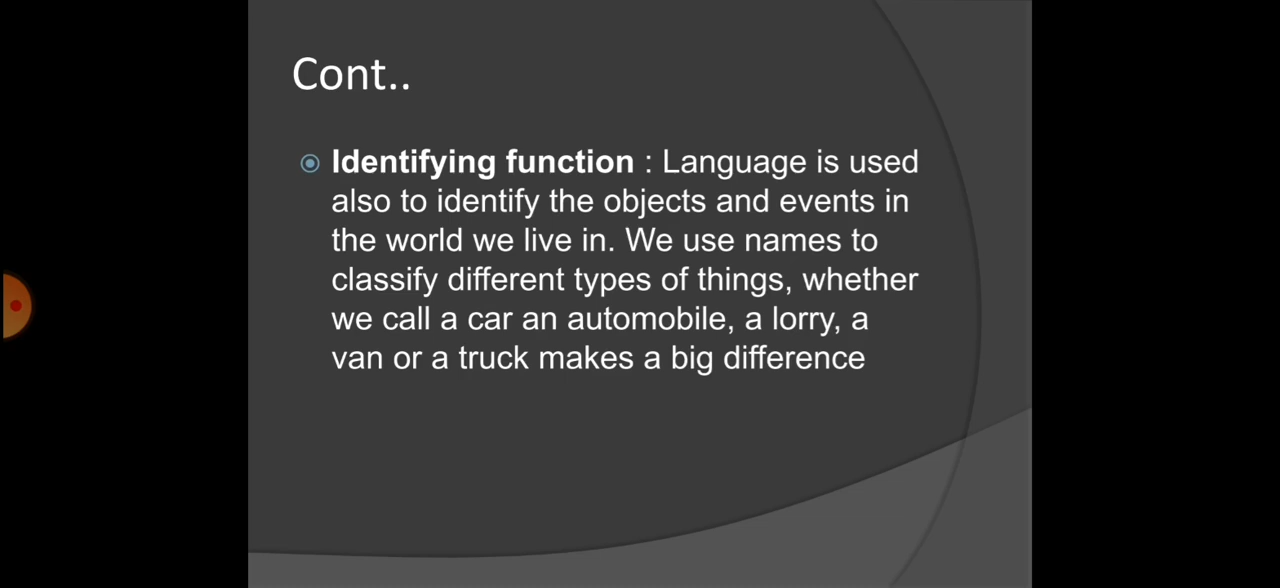 Cont..
Identifying function : Language is used
also to identify the objects and events in
the world we live in. We use names to
classify different types of things, whether
we call a car an automobile, a lorry, a
van or a truck makes a big difference